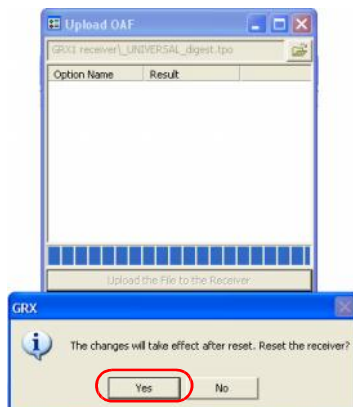 Upload OAF
GRX1 receiver\_UNIVERSAL_digest.tpo
Option Name Result
Upload the File to the Receiver
GRX
The changes will take effect after reset. Reset the receiver?
Yes No